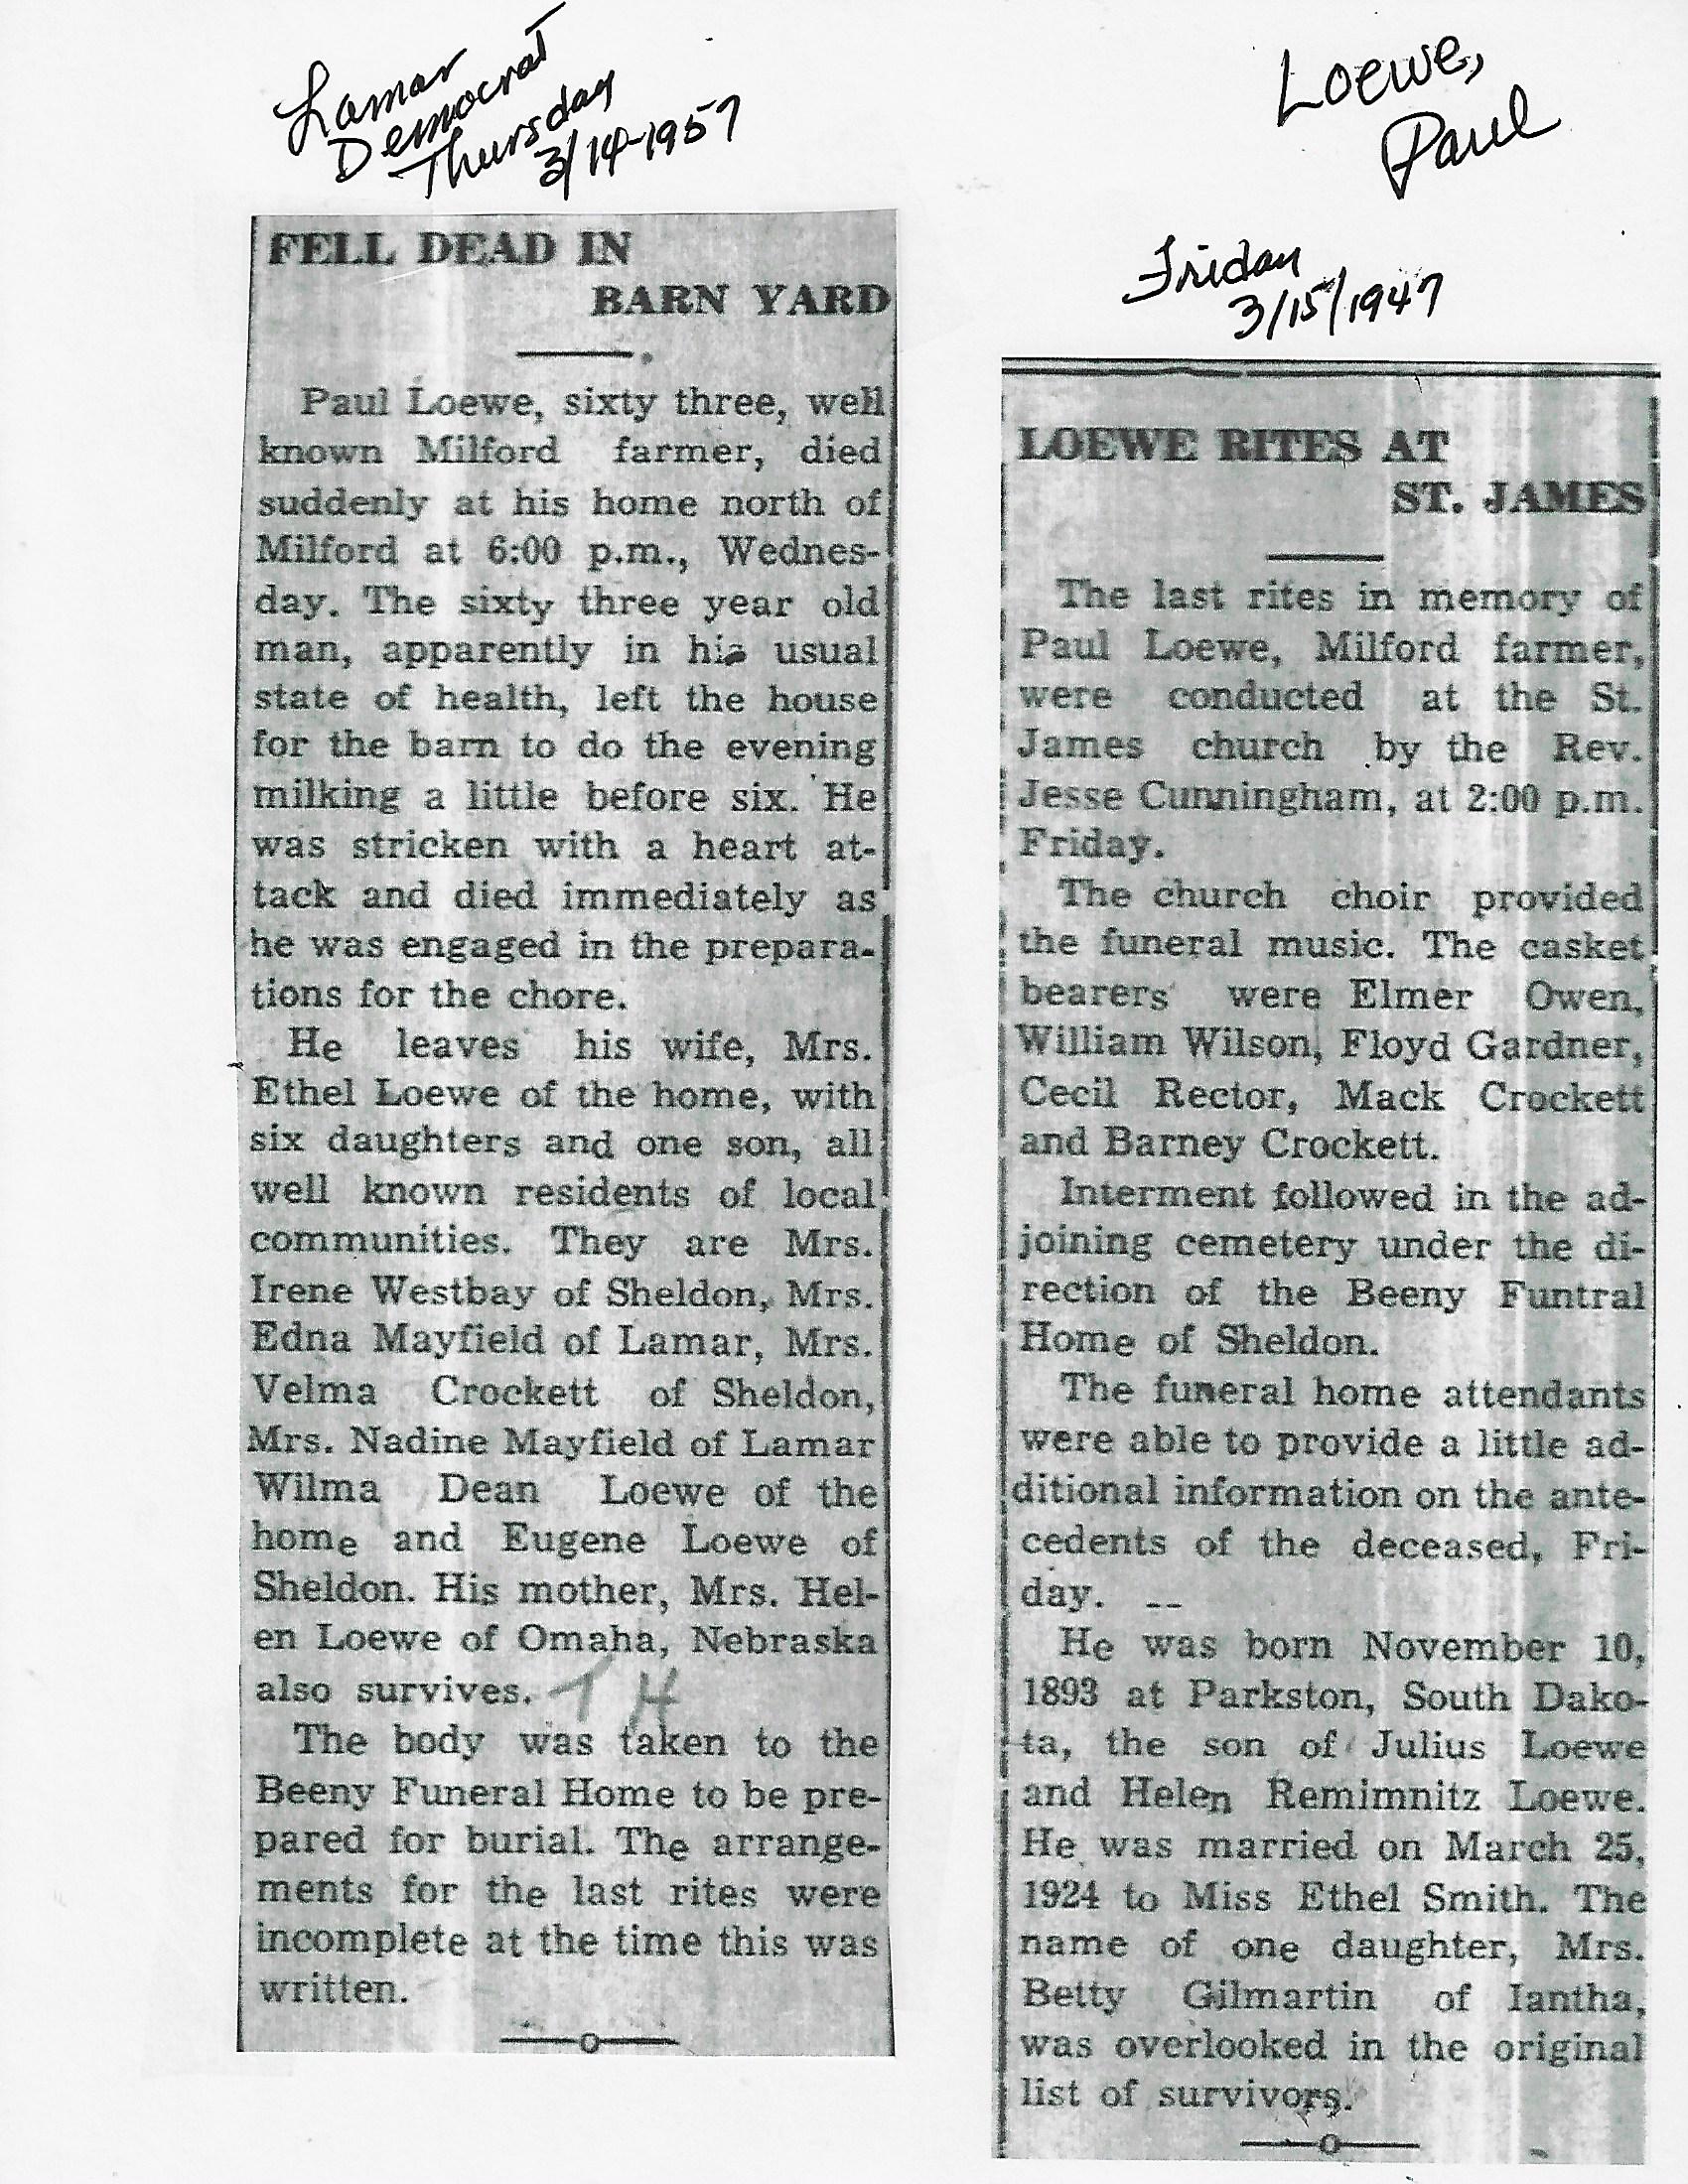 Lamar
Democrat
Thursday
3/14-1957
Loewe,
Paul
Friday
3/15/1947
FELL DEAD IN
BARN YARD
Paul Loewe, sixty three, well
known Milford farmer, died
suddenly at his home north of
Milford at 6:00 p.m., Wednes-
day. The sixty three year old
man, apparently in his usual
state of health, left the house
for the barn to do the evening
milking a little before six. He
was stricken with a heart at-
tack and died immediately as
he was engaged in the prepara-
tions for the chore.
He leaves his wife, Mrs.
Ethel Loewe of the home, with
six daughters and one son, all
well known residents of local
communities. They are Mrs.
Irene Westbay of Sheldon, Mrs.
Edna Mayfield of Lamar, Mrs.
Velma Crockett of Sheldon,
Mrs. Nadine Mayfield of Lamar
Wilma Dean Loewe of the
home and Eugene Loewe of
Sheldon. His mother, Mrs. Hel-
en Loewe of Omaha, Nebraska
also survives. T H
The body was taken to the
Beeny Funeral Home to be pre-
pared for burial. The arrange-
ments for the last rites were
incomplete at the time this was
written.
LOEWE RITES AT
ST. JAMES
The last rites in memory of
Paul Loewe, Milford farmer,
were conducted at the St.
James church by the Rev.
Jesse Cunningham, at 2:00 p.m.
Friday.
The church choir provided
the funeral music. The casket
bearers were Elmer Owen,
William Wilson, Floyd Gardner,
Cecil Rector, Mack Crockett
and Barney Crockett.
Interment followed in the ad-
joining cemetery under the di-
rection of the Beeny Funtral
Home of Sheldon.
The funeral home attendants
were able to provide a little ad-
ditional information on the ante-
cedents of the deceased, Fri-
day. --
He was born November 10,
1893 at Parkston, South Dako-
ta, the son of Julius Loewe
and Helen Remimnitz Loewe.
He was married on March 25,
1924 to Miss Ethel Smith. The
name of one daughter, Mrs.
Betty Gilmartin of Iantha,
was overlooked in the original
list of survivors.